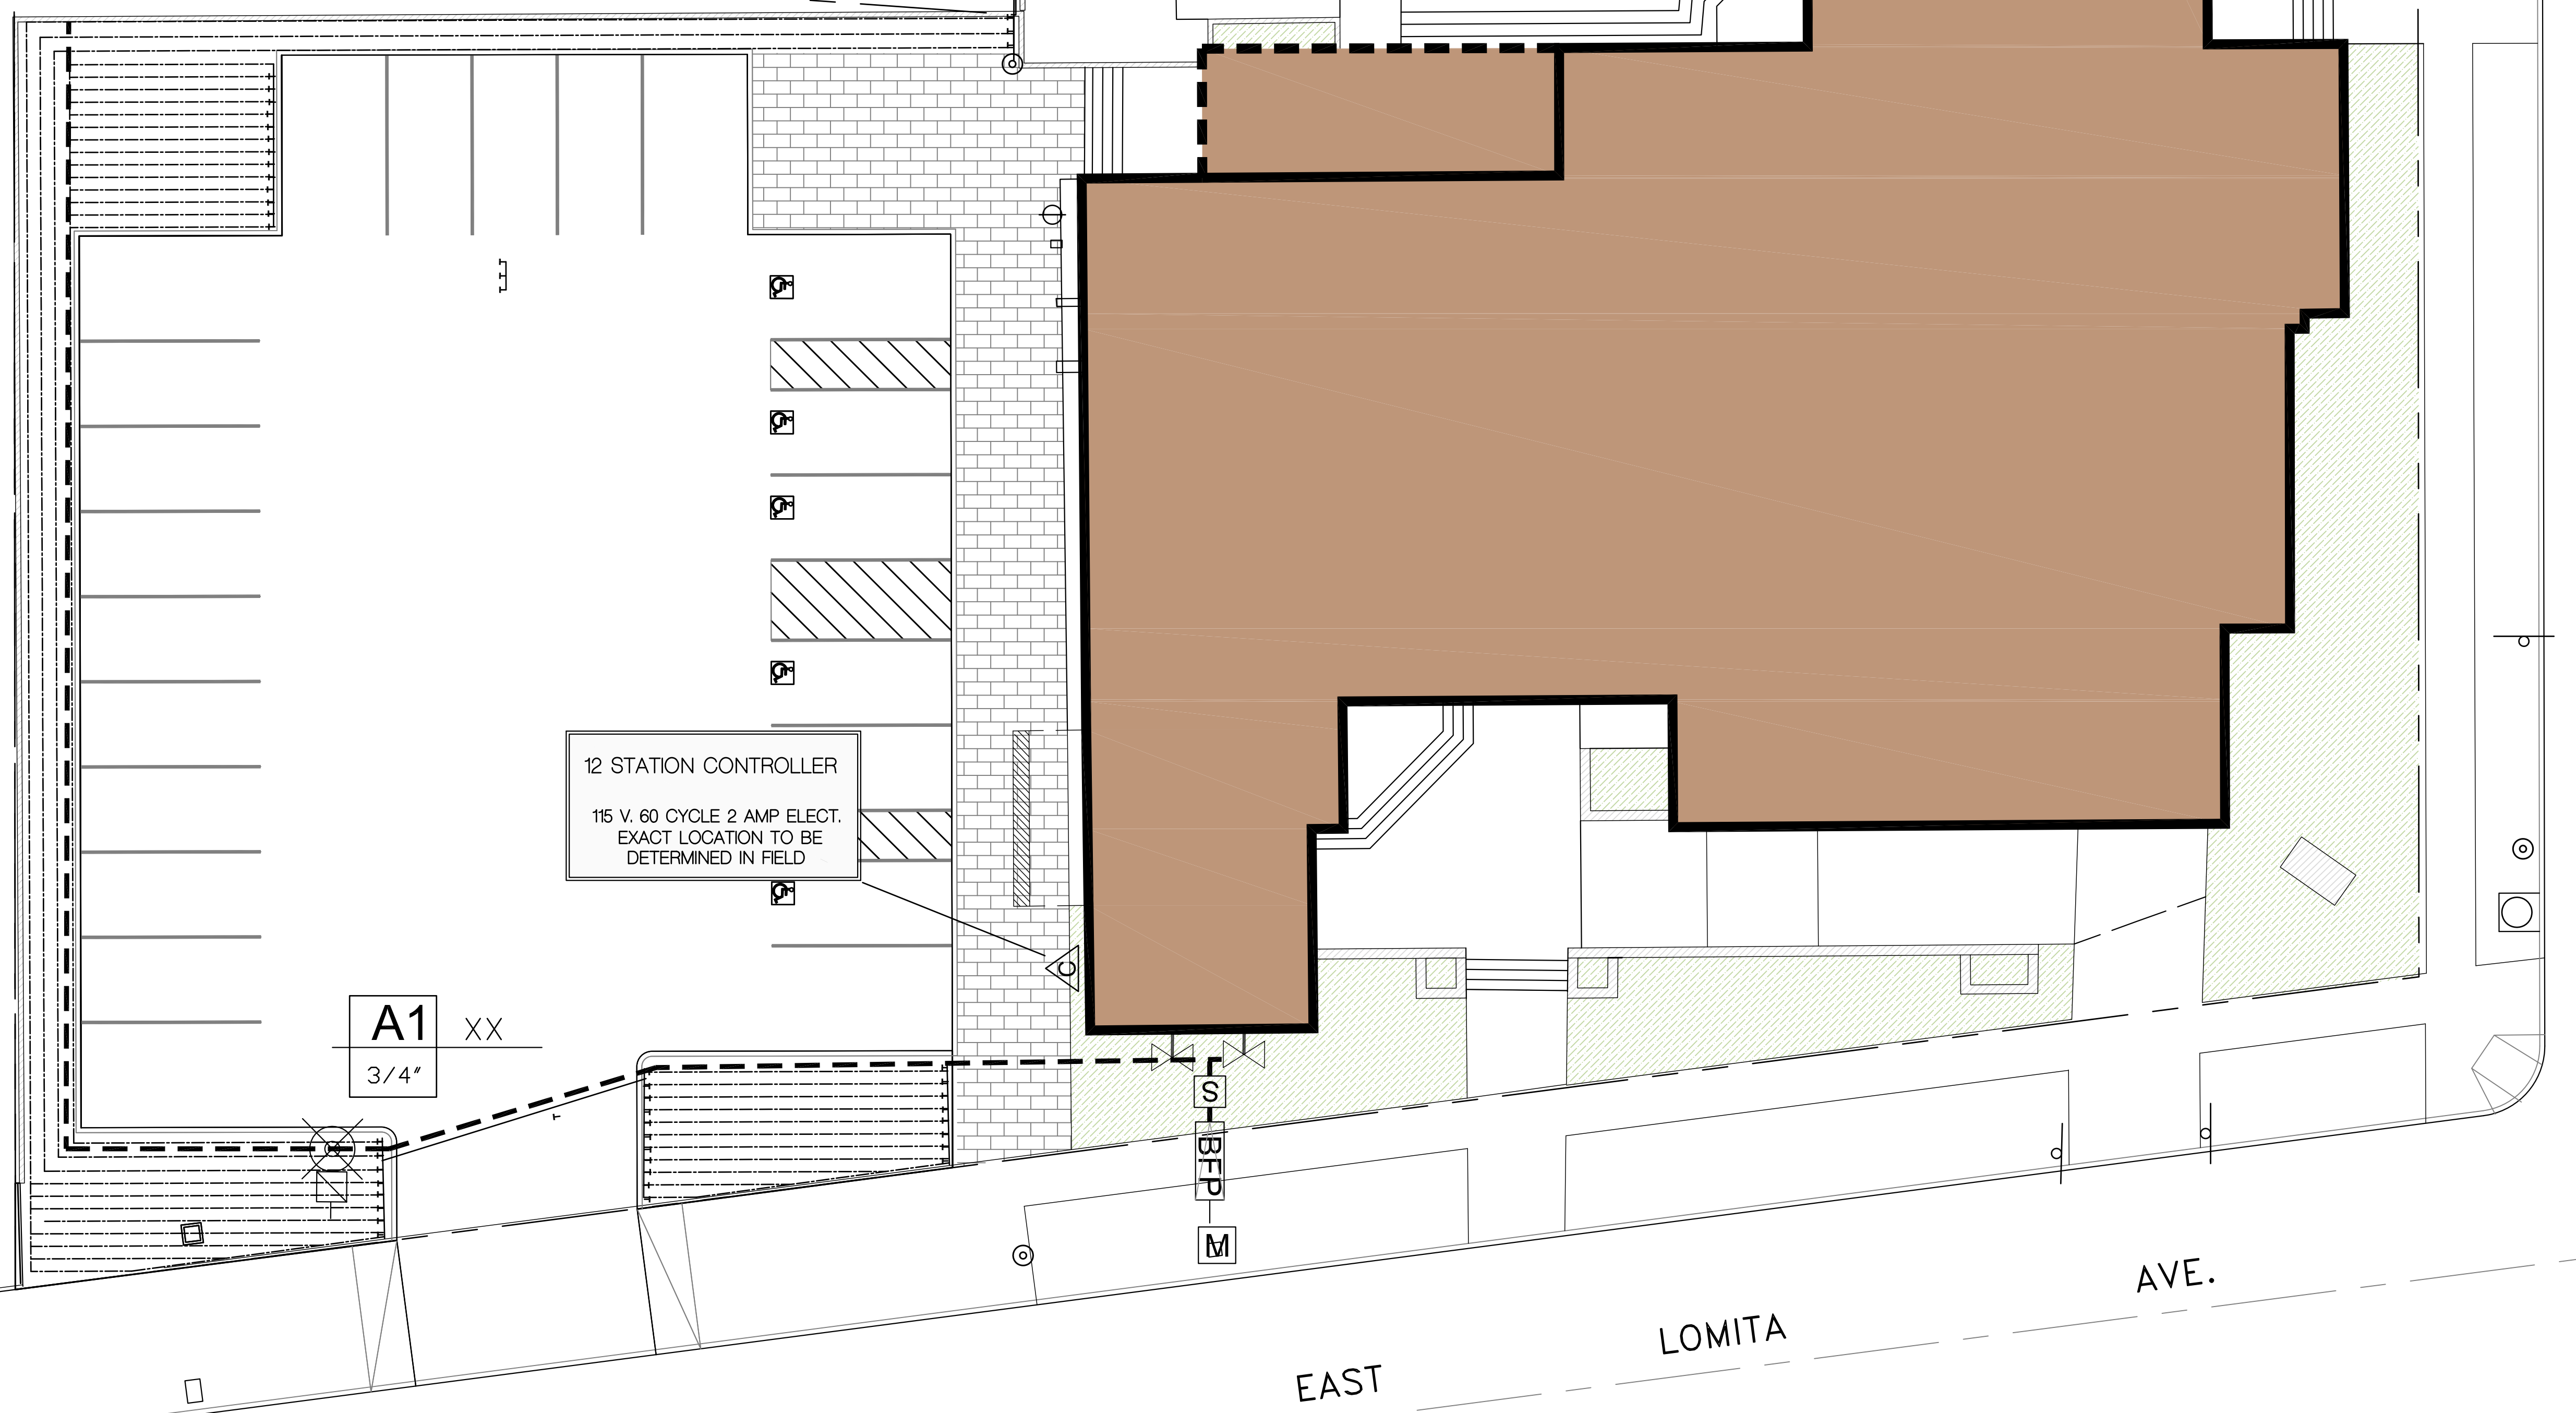 12 STATION CONTROLLER
115 V. 60 CYCLE 2 AMP ELECT.
EXACT LOCATION TO BE
DETERMINED IN FIELD
C
A1 XX
3/4"
S
BFP
M
EAST LOMITA AVE.